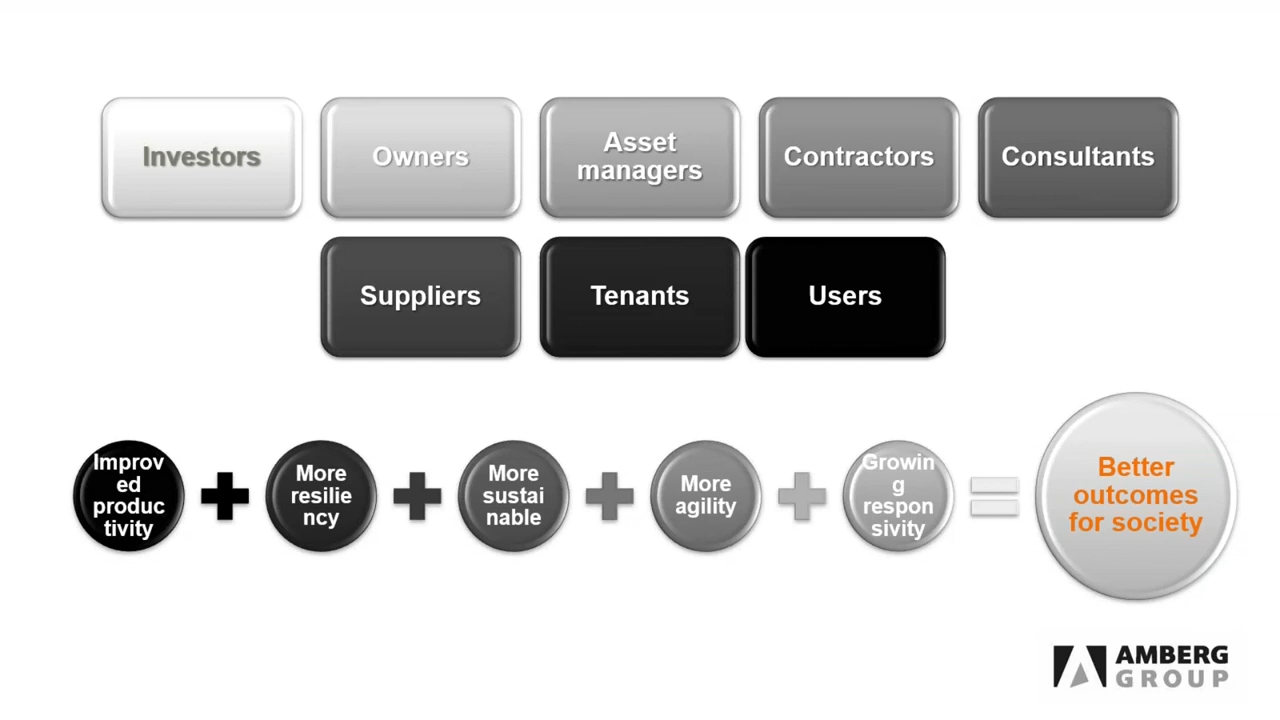 Investors
Owners
Asset
managers
Contractors
Consultants
Suppliers
Tenants
Users
Improv
ed
produc
tivity
More
resilie
ncy
More
sustai
nable
More
agility
Growin
g
respon
sivity
Better
outcomes
for society
AMBERG
GROUP